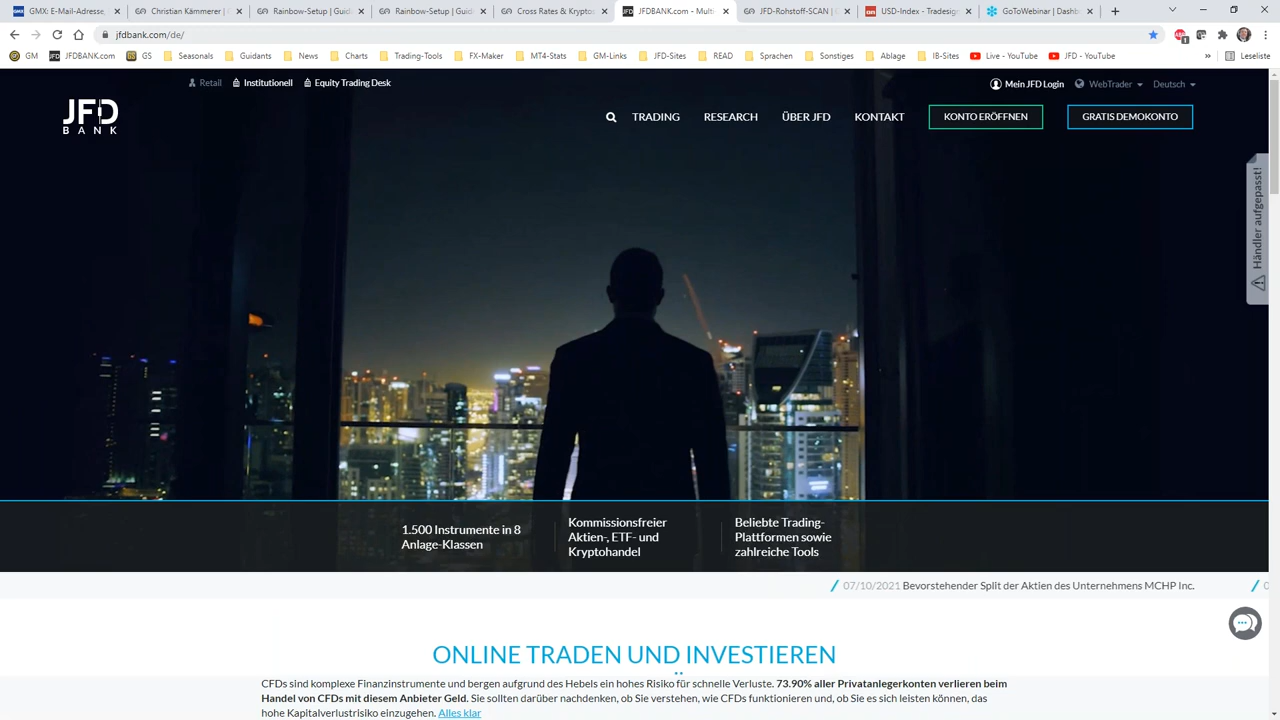 GMX: E-Mail-Adresse,
Christian Kämmerer |
Rainbow-Setup | Guid
Rainbow-Setup | Guid
Cross Rates & Krypto
JFDBANK.com - Multi
JFD-Rohstoff-SCAN |
USD-Index - Tradesig
GoToWebinar | Dashb
jfdbank.com/de/
GM
JFDBANK.com
GS
Seasonals
Guidants
News
Charts
Trading-Tools
FX-Maker
MT4-Stats
GM-Links
JFD-Sites
READ
Sprachen
Sonstiges
Ablage
IB-Sites
Live - YouTube
JFD - YouTube
»
Leseliste
Retail
Institutionell
Equity Trading Desk
Mein JFD Login
WebTrader
Deutsch
JFD
BANK
TRADING
RESEARCH
ÜBER JFD
KONTAKT
KONTO ERÖFFNEN
GRATIS DEMOKONTO
Händler aufgepasst!
1.500 Instrumente in 8
Anlage-Klassen
Kommissionsfreier
Aktien-, ETF- und
Kryptohandel
Beliebte Trading-
Plattformen sowie
zahlreiche Tools
07/10/2021 Bevorstehender Split der Aktien des Unternehmens MCHP Inc.
ONLINE TRADEN UND INVESTIEREN
CFDs sind komplexe Finanzinstrumente und bergen aufgrund des Hebels ein hohes Risiko für schnelle Verluste. 73.90% aller Privatanlegerkonten verlieren beim
Handel von CFDs mit diesem Anbieter Geld. Sie sollten darüber nachdenken, ob Sie verstehen, wie CFDs funktionieren und, ob Sie es sich leisten können, das
hohe Kapitalverlustrisiko einzugehen. Alles klar